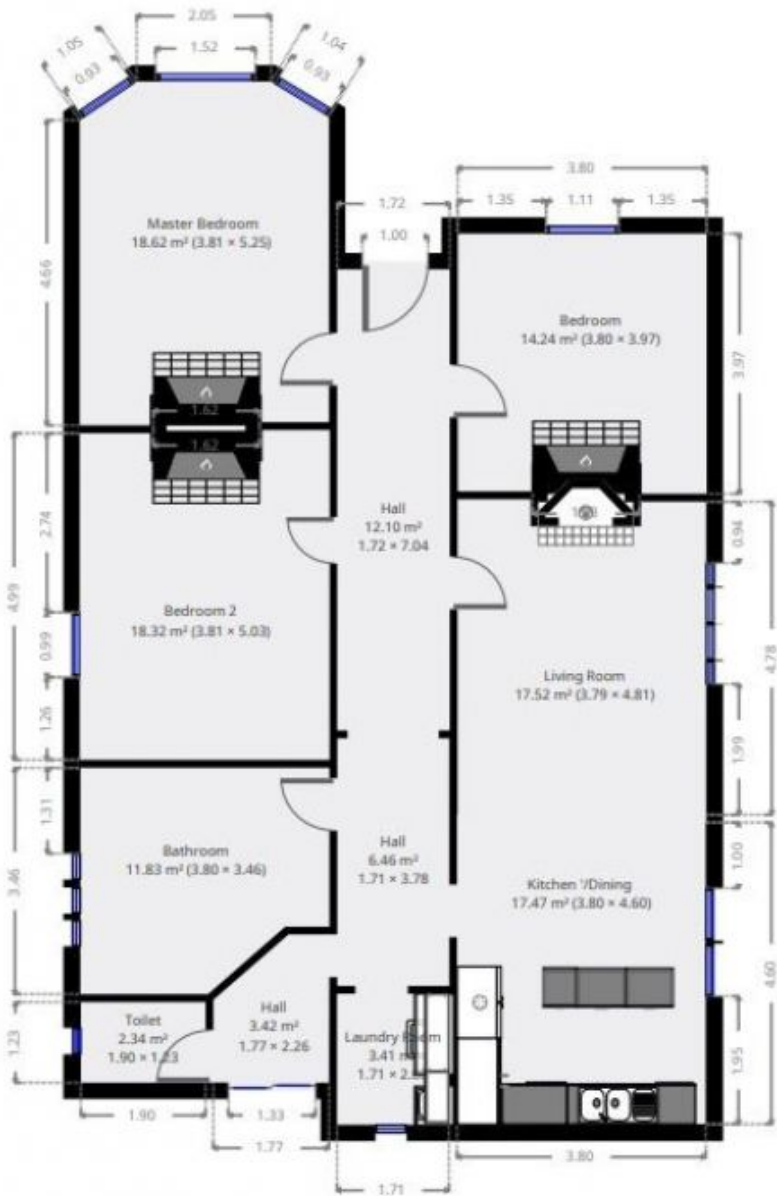 2.05
1.52
1.05
0.93
1.04
0.93
3.80
1.35
1.11
1.35
1.72
1.00
Master Bedroom
18.62 m² (3.81 × 5.25)
4.66
Bedroom
14.24 m² (3.80 × 3.97)
3.97
1.62
1.62
Hall
12.10 m²
1.72 × 7.04
2.74
4.99
0.99
1.26
Bedroom 2
18.32 m² (3.81 × 5.03)
0.94
4.78
1.99
Living Room
17.52 m² (3.79 × 4.81)
1.31
3.46
Bathroom
11.83 m² (3.80 × 3.46)
Hall
6.46 m²
1.71 × 3.78
1.00
4.60
1.95
Kitchen '/Dining
17.47 m² (3.80 × 4.60)
1.23
Toilet
2.34 m²
1.90 × 1.23
Hall
3.42 m²
1.77 × 2.26
Laundry
3.41
1.71 ×
1.90
1.33
1.77
1.71
3.80